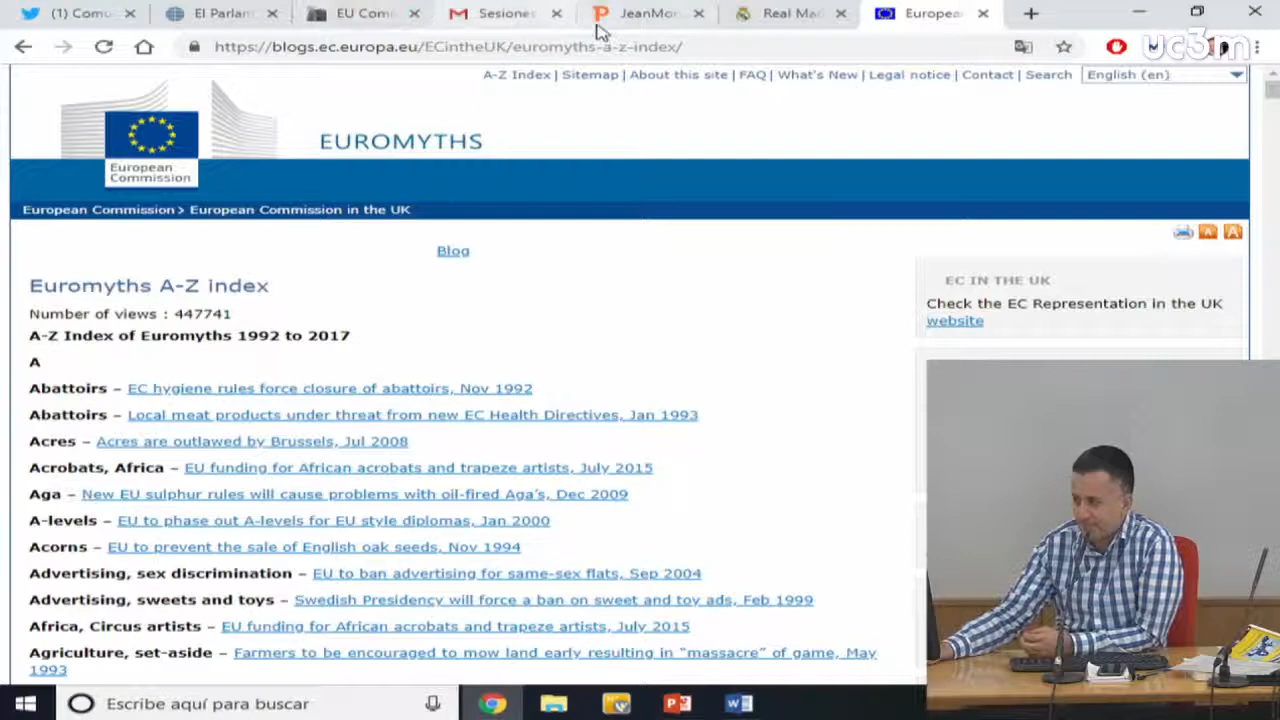 (1) Comu
El Parlam
EU Com
Sesiones
JeanMor
Real Mad
European
https://blogs.ec.europa.eu/ECintheUK/euromyths-a-z-index/
uc3m
A-Z Index | Sitemap | About this site | FAQ | What's New | Legal notice | Contact | Search
English (en)
EUROMYTHS
European
Commission
European Commission > European Commission in the UK
A
A
Blog
Euromyths A-Z index
Number of views : 447741
A-Z Index of Euromyths 1992 to 2017
A
Abattoirs – EC hygiene rules force closure of abattoirs, Nov 1992
Abattoirs – Local meat products under threat from new EC Health Directives, Jan 1993
Acres – Acres are outlawed by Brussels, Jul 2008
Acrobats, Africa – EU funding for African acrobats and trapeze artists, July 2015
Aga – New EU sulphur rules will cause problems with oil-fired Aga's, Dec 2009
A-levels – EU to phase out A-levels for EU style diplomas, Jan 2000
Acorns – EU to prevent the sale of English oak seeds, Nov 1994
Advertising, sex discrimination – EU to ban advertising for same-sex flats, Sep 2004
Advertising, sweets and toys – Swedish Presidency will force a ban on sweet and toy ads, Feb 1999
Africa, Circus artists – EU funding for African acrobats and trapeze artists, July 2015
Agriculture, set-aside – Farmers to be encouraged to mow land early resulting in "massacre" of game, May
1993
EC IN THE UK
Check the EC Representation in the UK
website
Escribe aquí para buscar